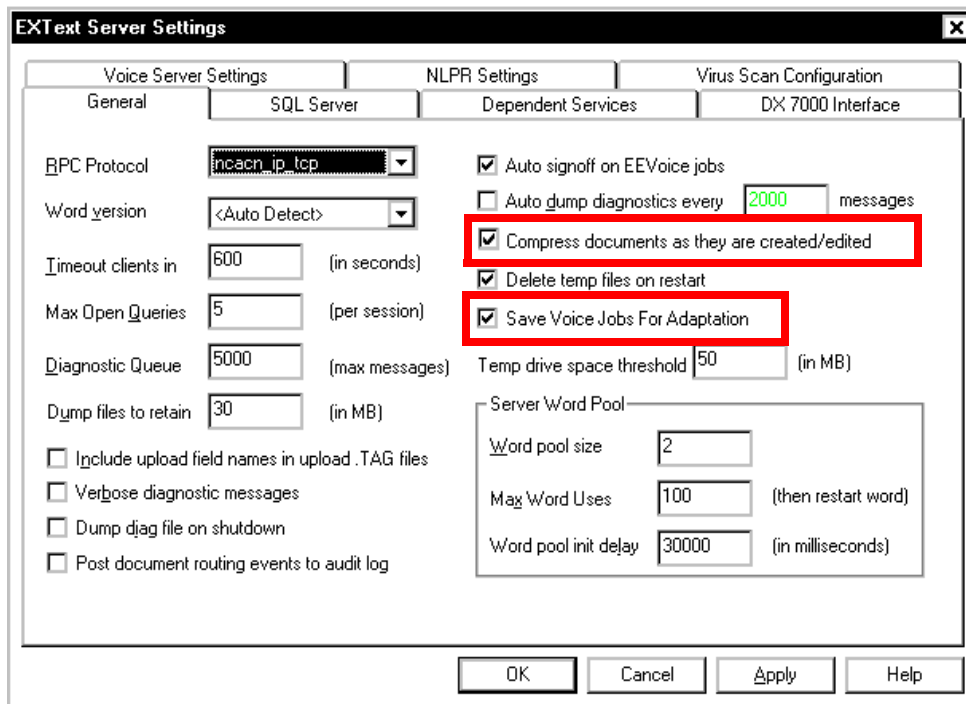 EXText Server Settings
Voice Server Settings NLPR Settings Virus Scan Configuration
General SQL Server Dependent Services DX 7000 Interface
RPC Protocol ncacn_ip_tcp
Word version <Auto Detect>
Timeout clients in 600 (in seconds)
Max Open Queries 5 (per session)
Diagnostic Queue 5000 (max messages)
Dump files to retain 30 (in MB)
Include upload field names in upload .TAG files
Verbose diagnostic messages
Dump diag file on shutdown
Post document routing events to audit log
Auto signoff on EEVoice jobs
Auto dump diagnostics every 2000 messages
Compress documents as they are created/edited
Delete temp files on restart
Save Voice Jobs For Adaptation
Temp drive space threshold 50 (in MB)
Server Word Pool
Word pool size 2
Max Word Uses 100 (then restart word)
Word pool init delay 30000 (in milliseconds)
OK Cancel Apply Help